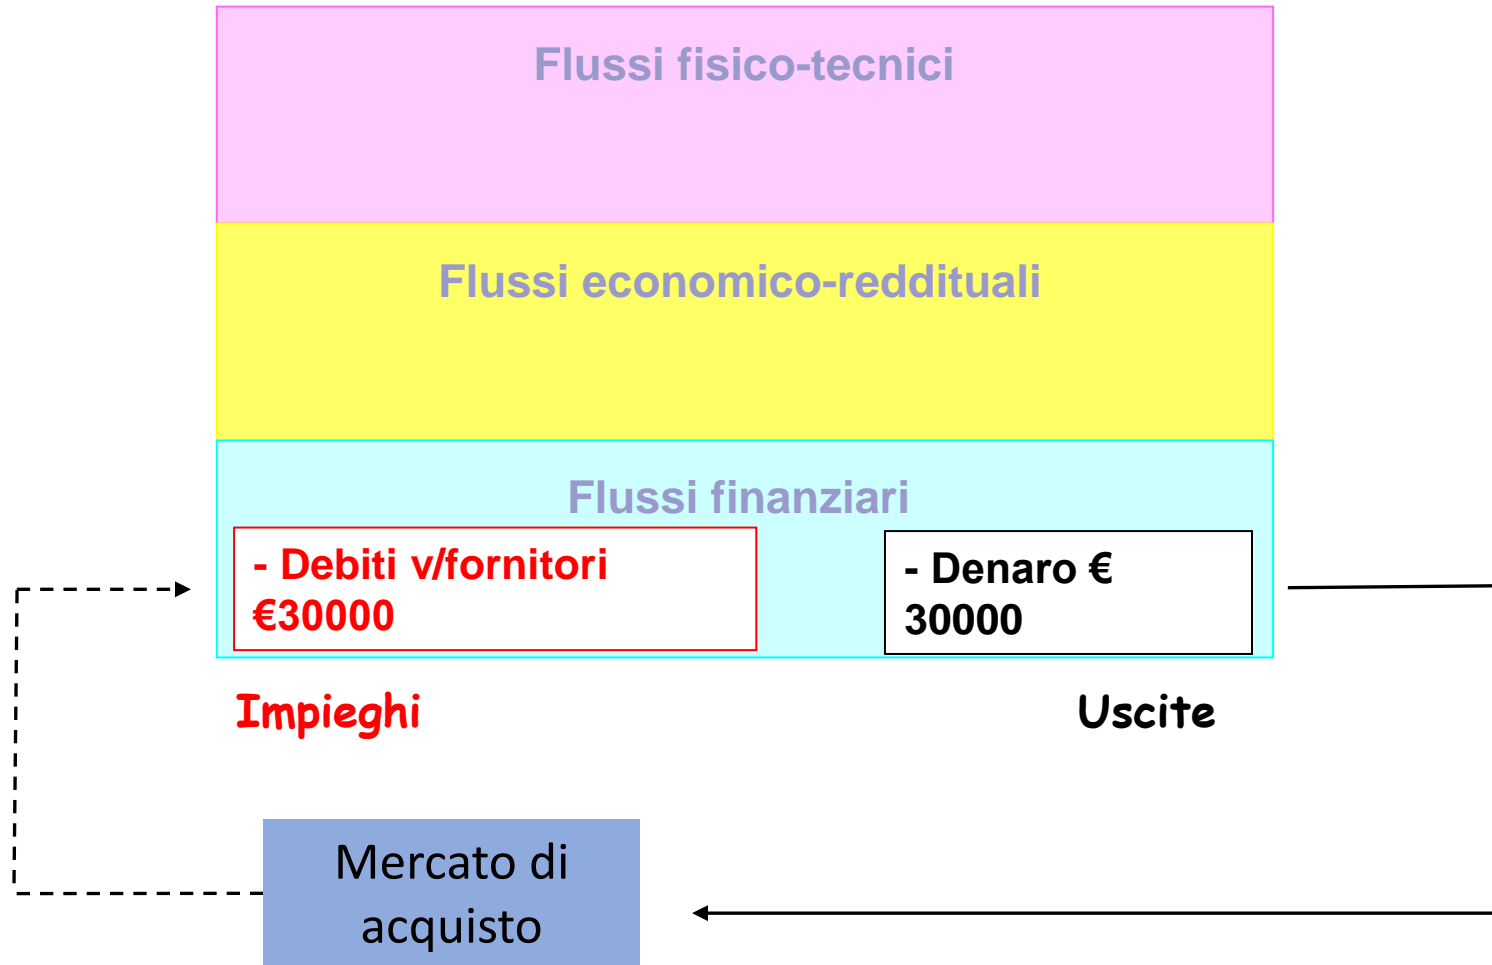 Flussi fisico-tecnici
Flussi economico-reddituali
Flussi finanziari
- Debiti v/fornitori
€30000
- Denaro €
30000
Impieghi
Uscite
Mercato di
acquisto